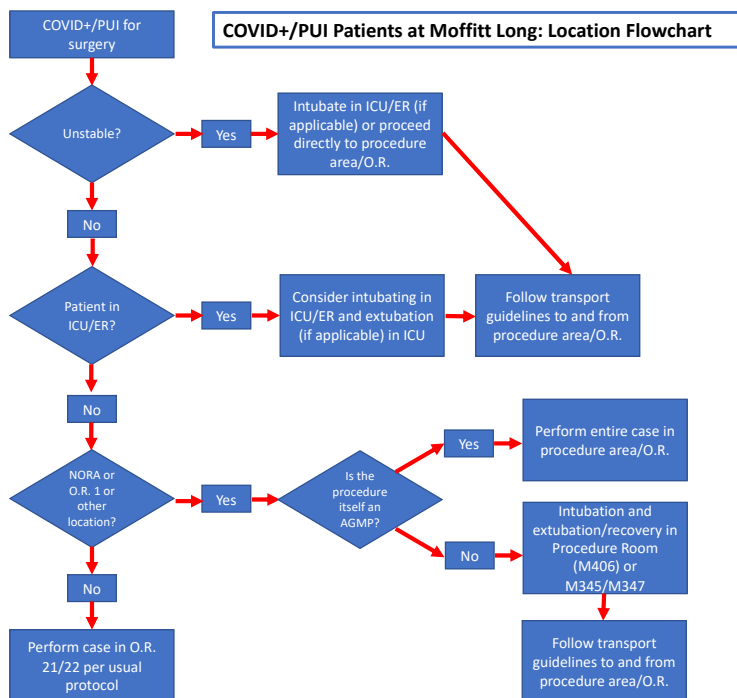 COVID+/PUI Patients at Moffitt Long: Location Flowchart
COVID+/PUI for
surgery
Unstable?
Yes
Intubate in ICU/ER (if
applicable) or proceed
directly to procedure
area/O.R.
No
Patient in
ICU/ER?
Yes
Consider intubating in
ICU/ER and extubation
(if applicable) in ICU
Follow transport
guidelines to and from
procedure area/O.R.
No
NORA or
O.R. 1 or
other
location?
Yes
Is the
procedure
itself an
AGMP?
Yes
Perform entire case in
procedure area/O.R.
No
Intubation and
extubation/recovery in
Procedure Room
(M406) or
M345/M347
Follow transport
guidelines to and from
procedure area/O.R.
No
Perform case in O.R.
21/22 per usual
protocol